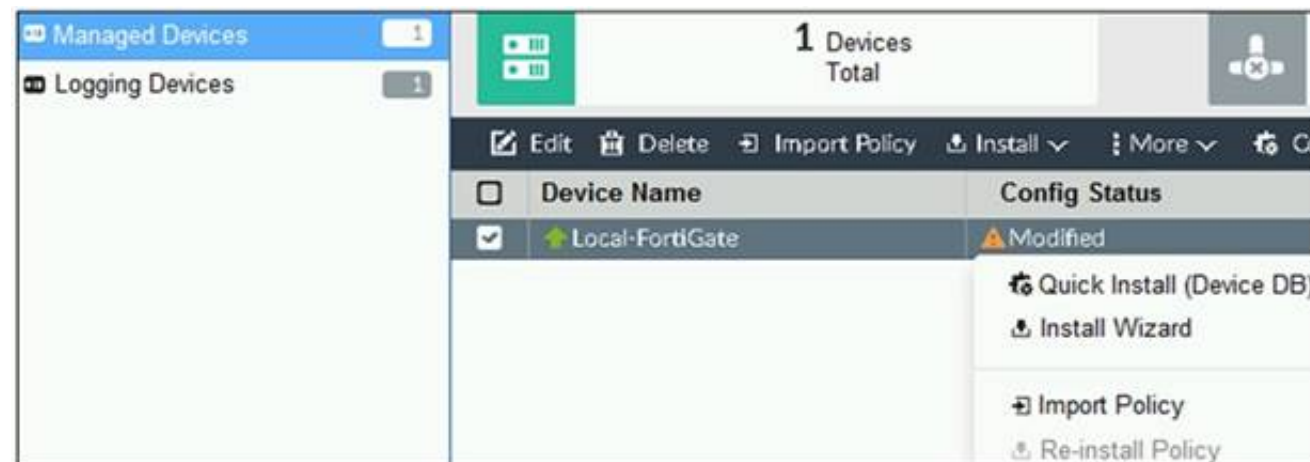 Managed Devices 1
Logging Devices 1
1 Devices
Total
Edit Delete Import Policy Install More
Device Name Config Status
Local-FortiGate Modified
Quick Install (Device DB)
Install Wizard
Import Policy
Re-install Policy